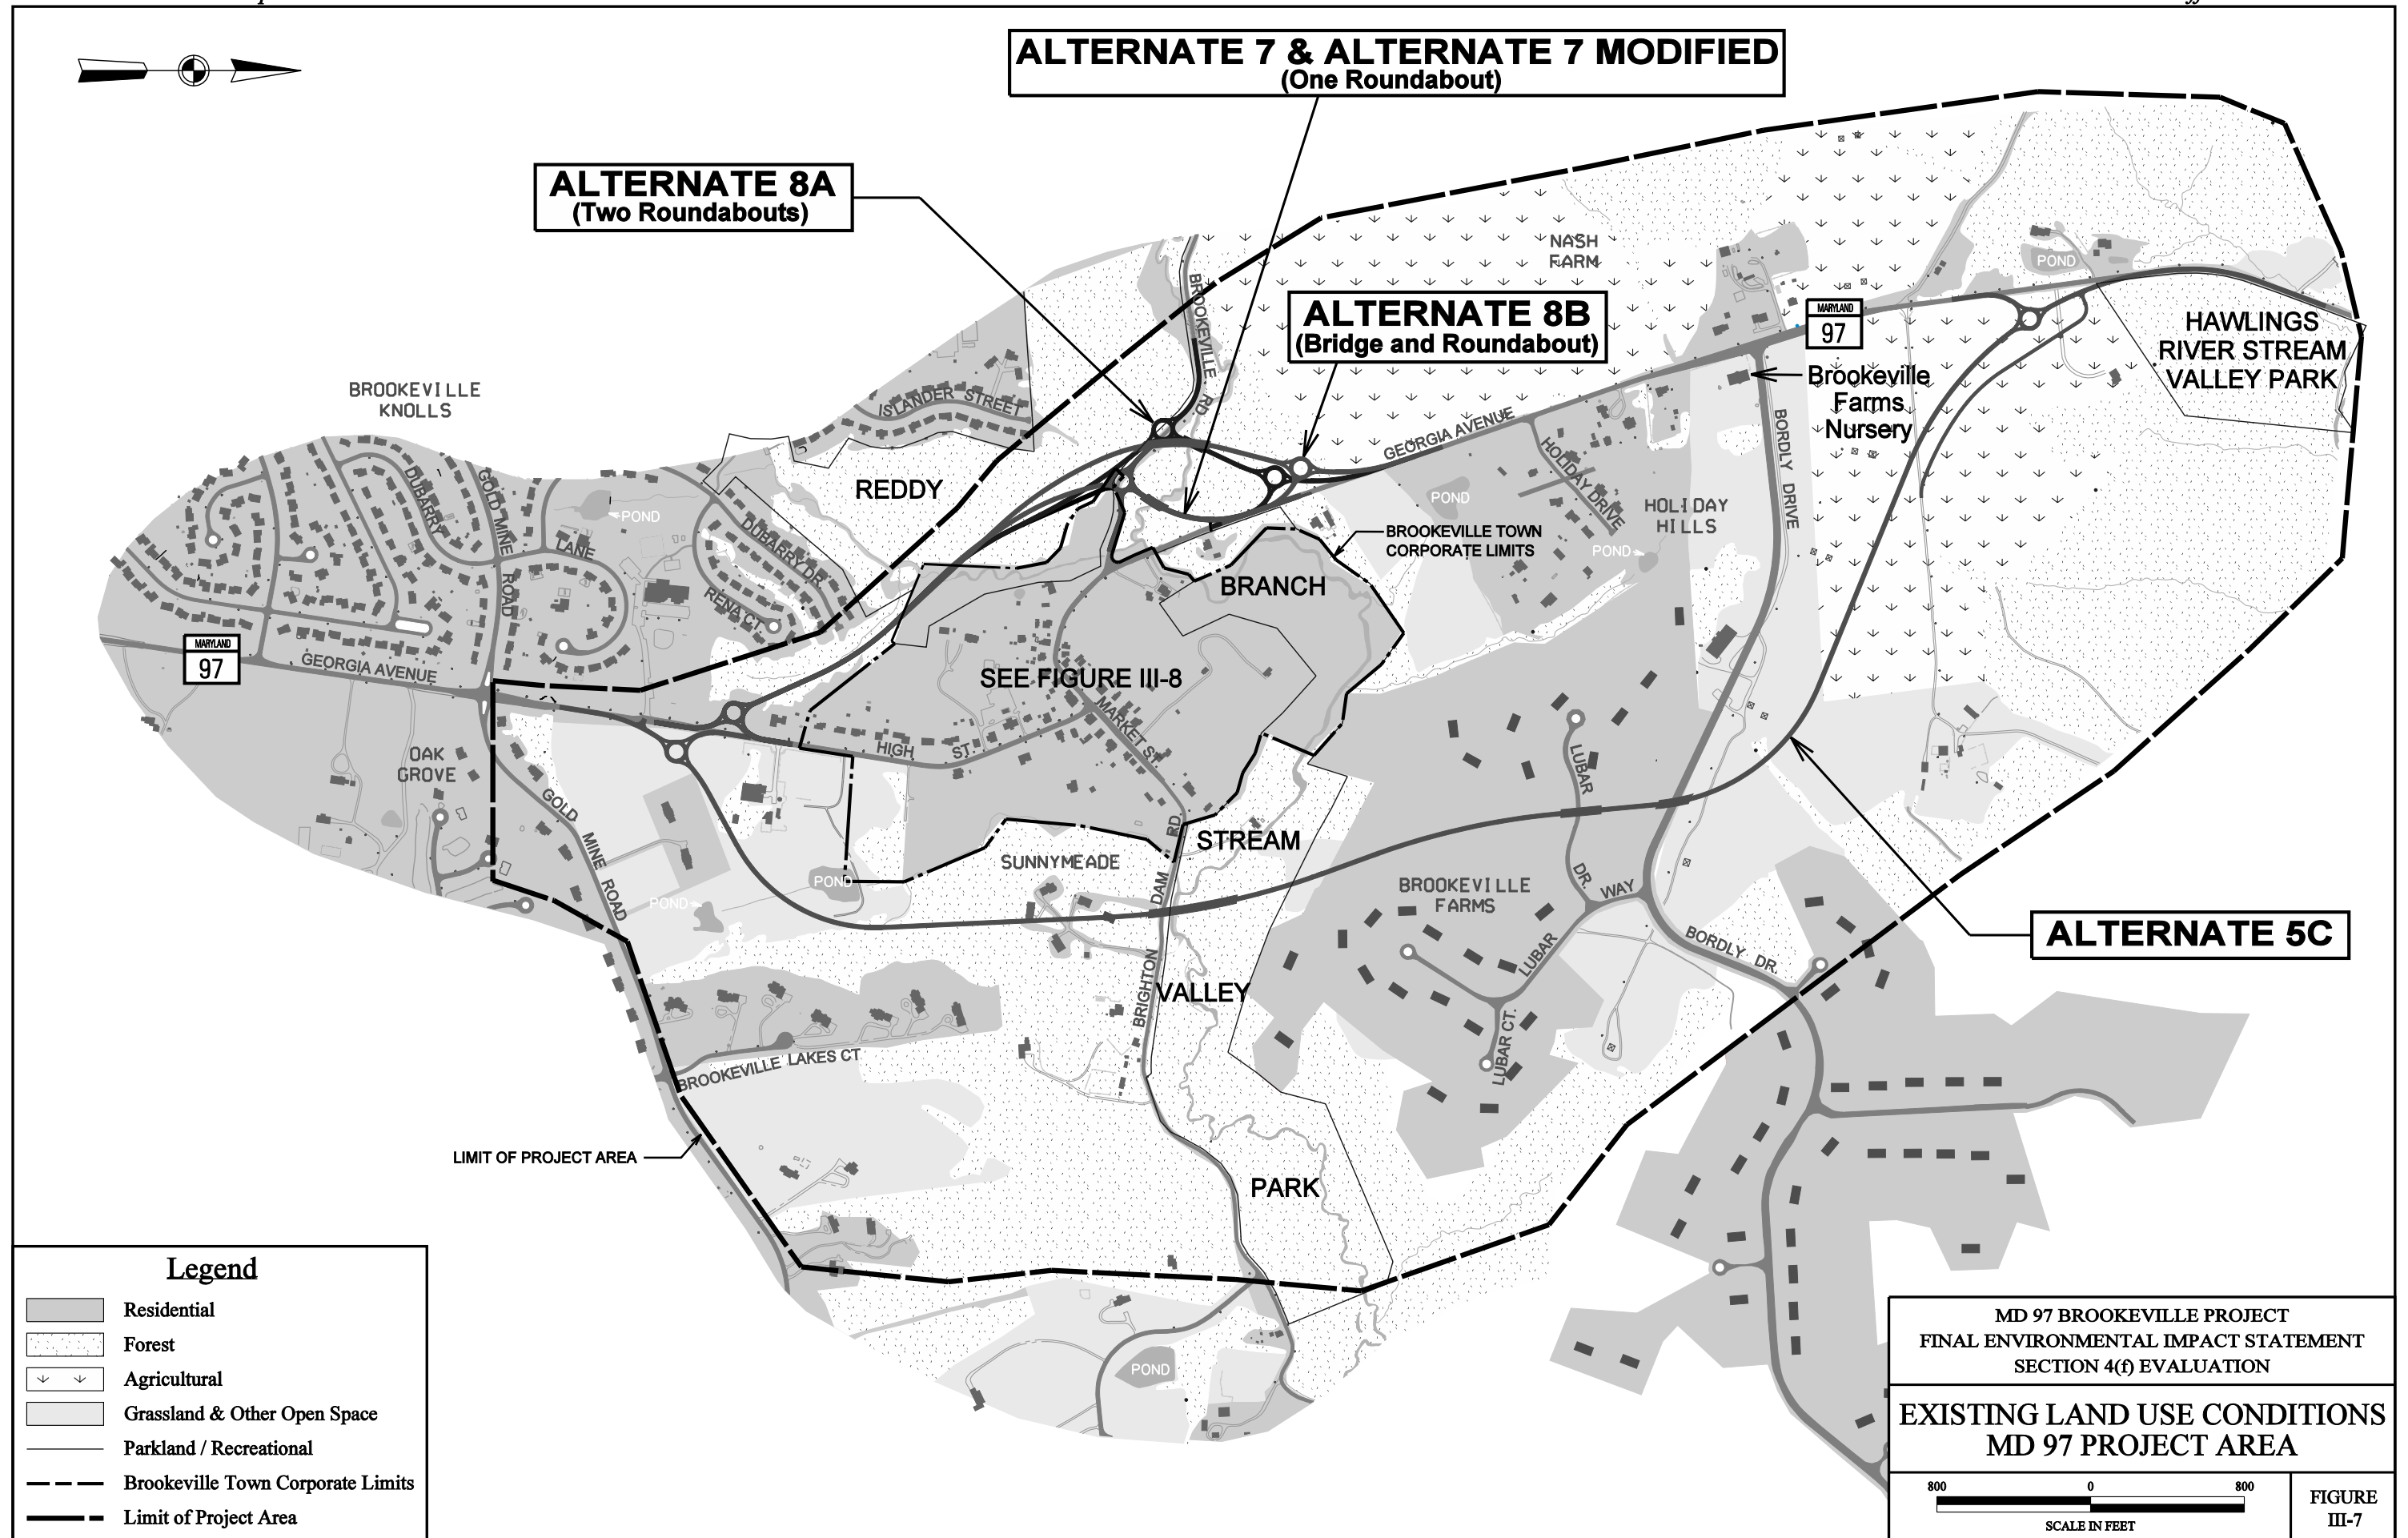 ALTERNATE 7 & ALTERNATE 7 MODIFIED
(One Roundabout)
ALTERNATE 8A
(Two Roundabouts)
ALTERNATE 8B
(Bridge and Roundabout)
NASH
FARM
BROOKEVILLE RD
POND
MARYLAND
97
HAWLINGS
RIVER STREAM
VALLEY PARK
Brookeville
Farms
Nursery
BROOKEVILLE
KNOLLS
ISLANDER STREET
GEORGIA AVENUE
HOLIDAY DRIVE
BORDLY DRIVE
HOLIDAY
HILLS
POND
POND
REDDY
DUBARRY
LANE
GOLD MINE ROAD
POND
DUBARRY DR.
RENA CT.
BROOKEVILLE TOWN
CORPORATE LIMITS
BRANCH
MARYLAND
97
GEORGIA AVENUE
SEE FIGURE III-8
MARKET ST.
HIGH ST.
OAK
GROVE
GOLD MINE ROAD
LUBAR DR.
STREAM
SUNNYMEADE
POND
POND
BRIGHTON DAM RD.
BROOKEVILLE
FARMS
WAY
LUBAR
BORDLY DR.
ALTERNATE 5C
VALLEY
LUBAR CT.
BROOKEVILLE LAKES CT
LIMIT OF PROJECT AREA
PARK
POND
Legend
Residential
Forest
Agricultural
Grassland & Other Open Space
Parkland / Recreational
Brookeville Town Corporate Limits
Limit of Project Area
MD 97 BROOKEVILLE PROJECT
FINAL ENVIRONMENTAL IMPACT STATEMENT
SECTION 4(f) EVALUATION
EXISTING LAND USE CONDITIONS
MD 97 PROJECT AREA
800 0 800
SCALE IN FEET
FIGURE
III-7